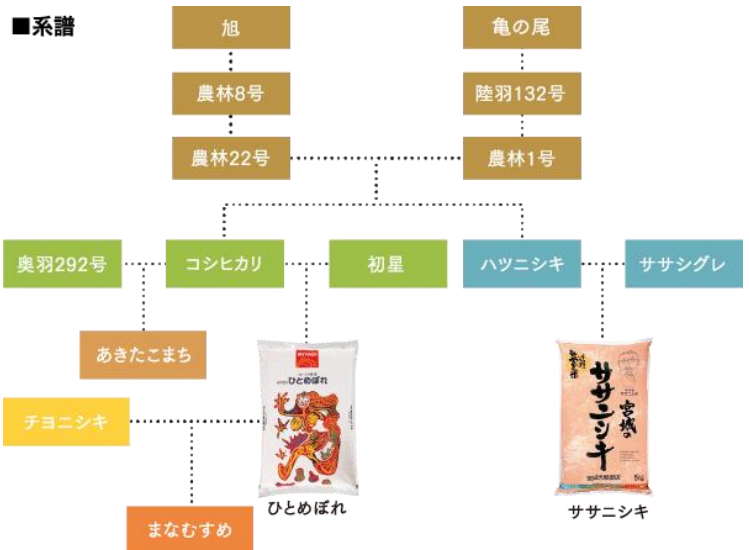 ■系譜
旭
亀の尾
農林8号
陸羽132号
農林22号
農林1号
奥羽292号
コシヒカリ
初星
ハツニシキ
ササシグレ
あきたこまち
ひとめぼれ
宮城の
ササニシキ
5kg
チヨニシキ
ひとめぼれ
ササニシキ
まなむすめ